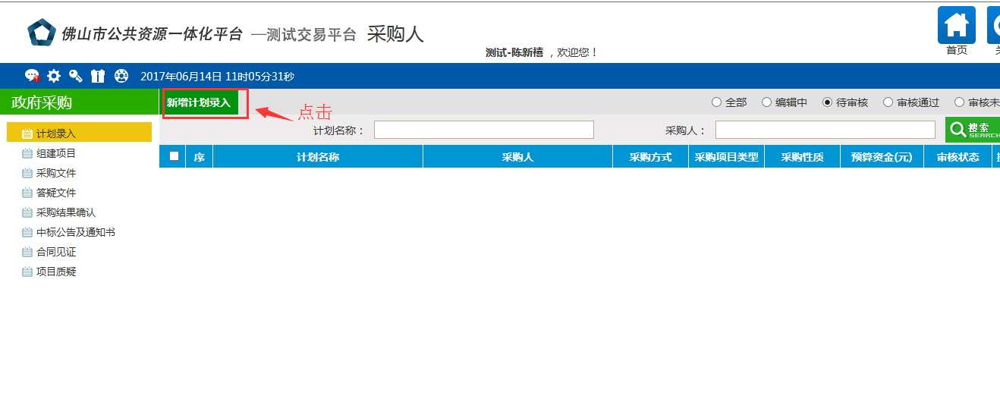 佛山市公共资源一体化平台 —测试交易平台 采购人
测试-陈新禧 ，欢迎您！
首页
2017年06月14日 11时05分31秒
政府采购
新增计划录入
点击
全部 编辑中 待审核 审核通过 审核未
计划名称： 采购人： 搜索 SEARCH
计划录入
组建项目
采购文件
答疑文件
采购结果确认
中标公告及通知书
合同见证
项目质疑
序 计划名称 采购人 采购方式 采购项目类型 采购性质 预算资金(元) 审核状态